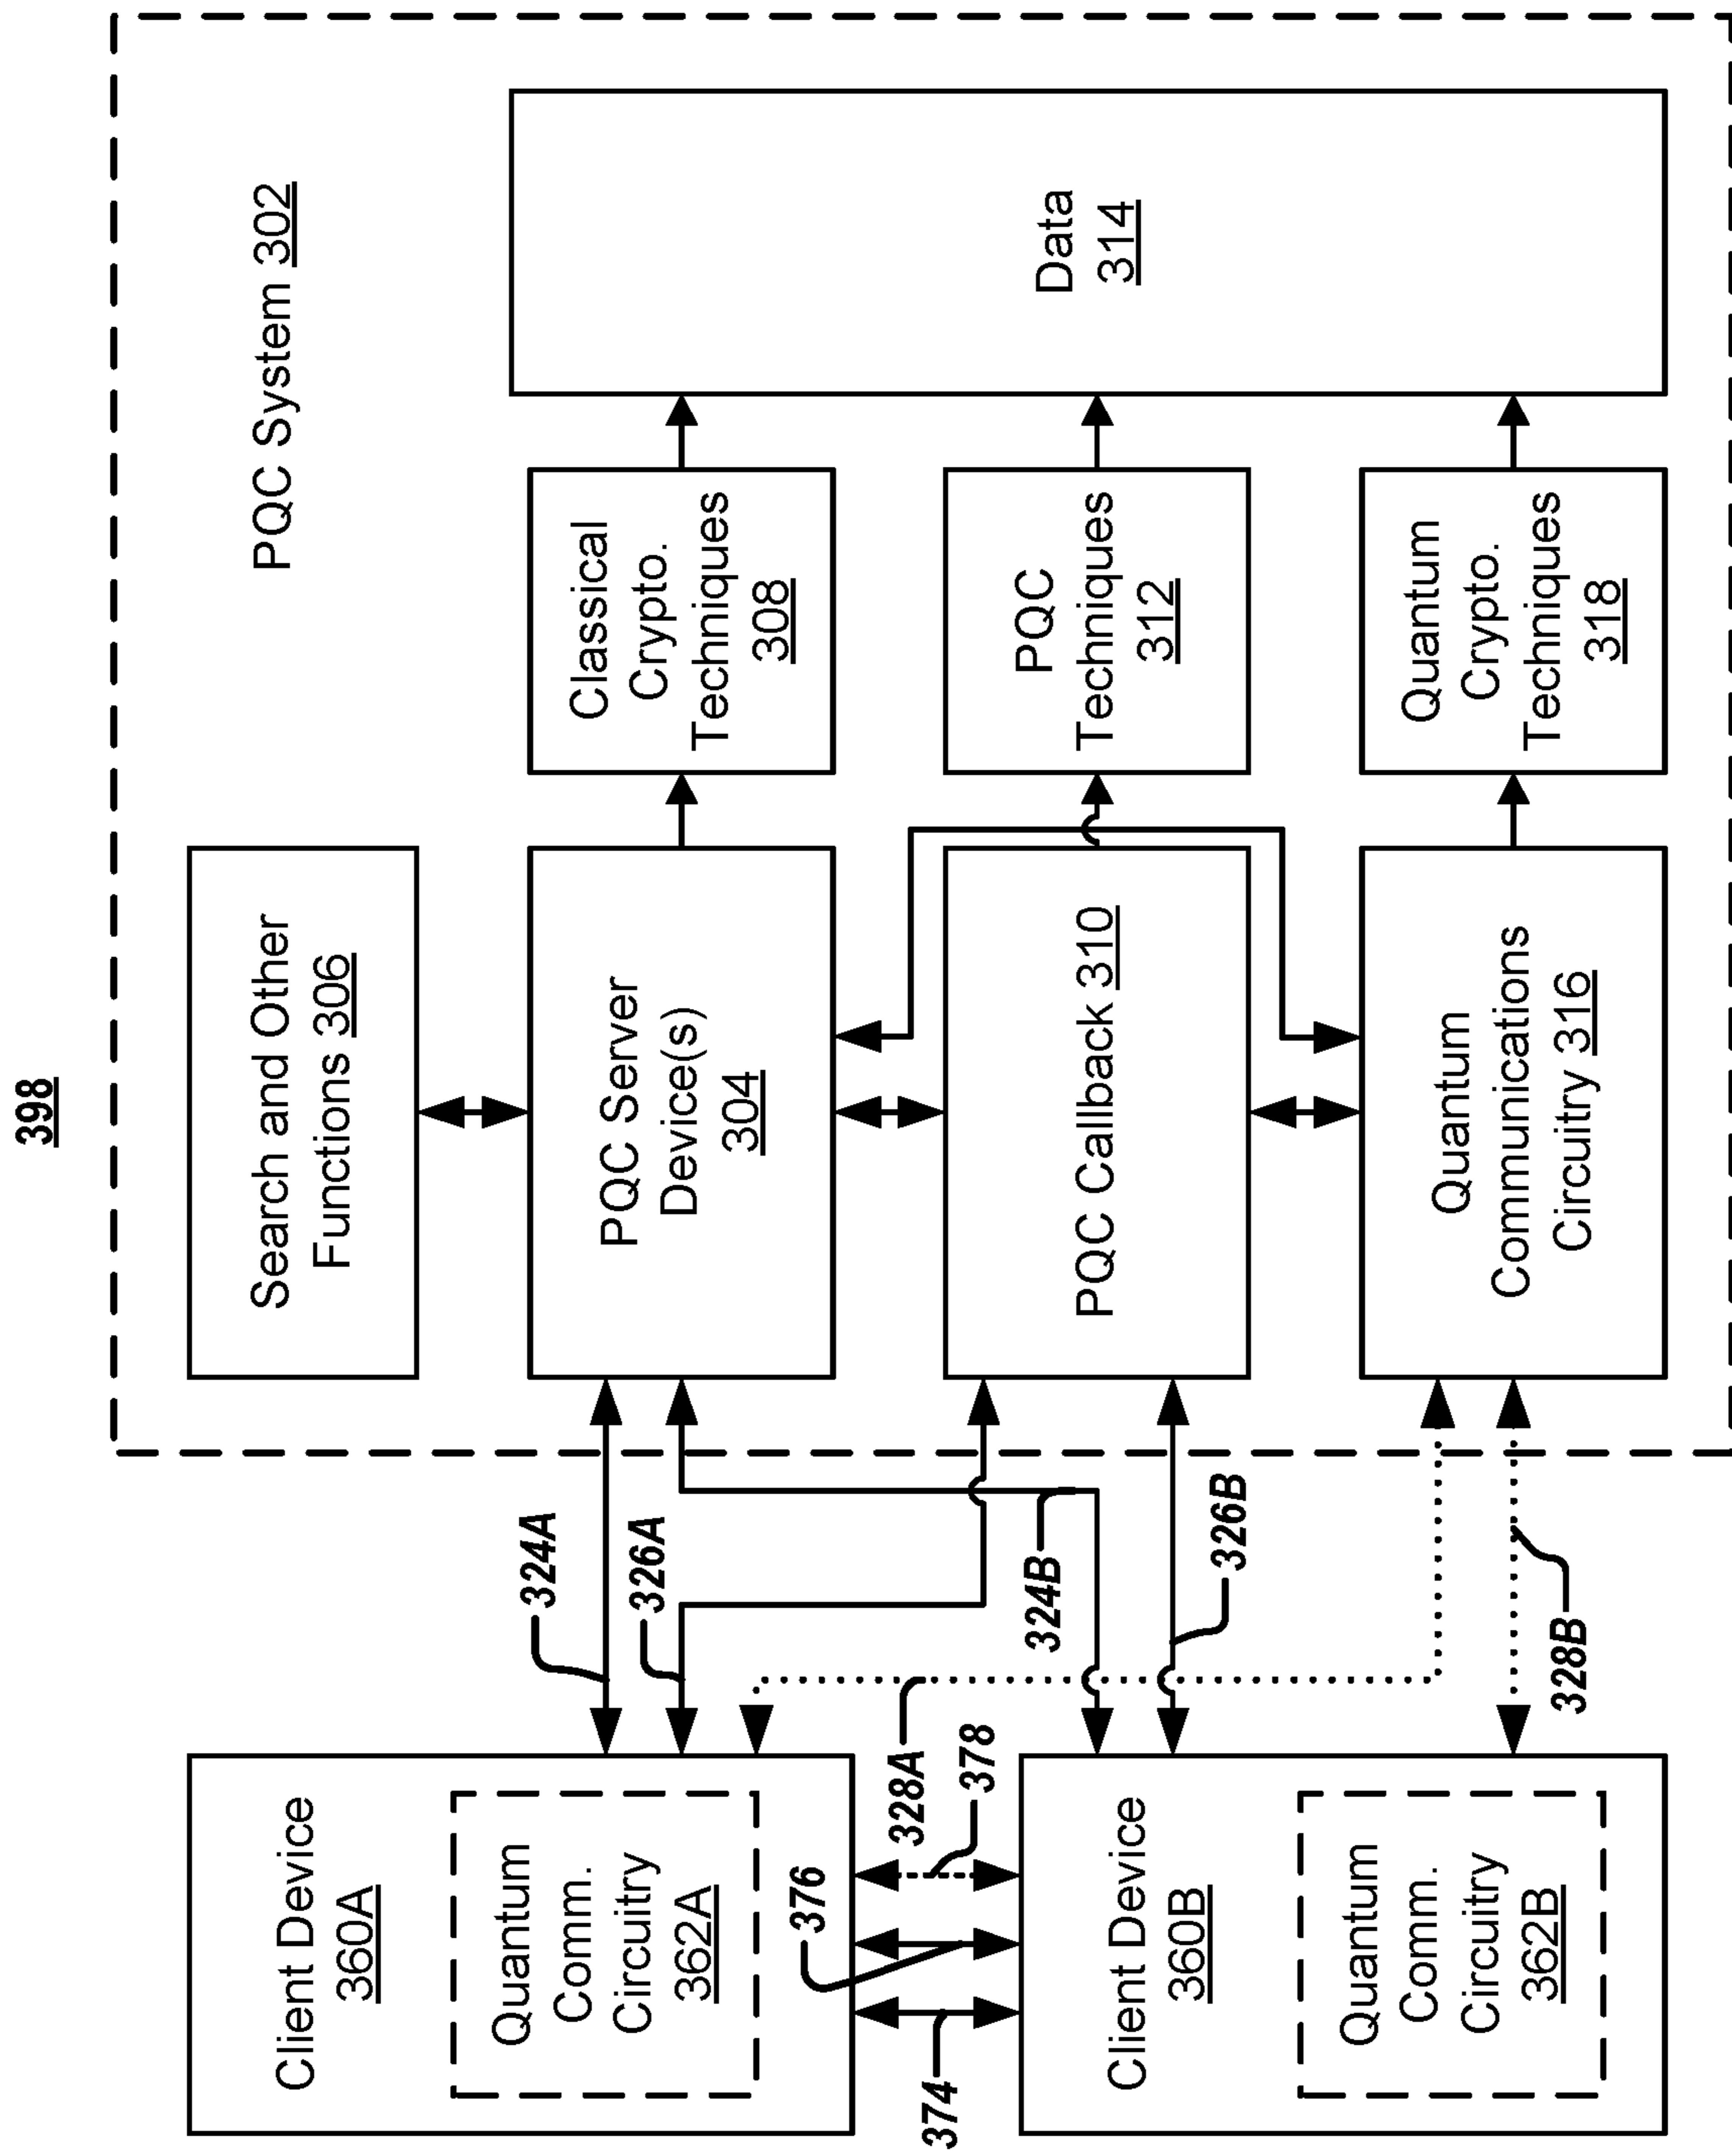 398
PQC System 302
Search and Other
Functions 306
PQC Server
Device(s)
304
Classical
Crypto.
Techniques
308
PQC Callback 310
PQC
Techniques
312
Quantum
Communications
Circuitry 316
Quantum
Crypto.
Techniques
318
Data
314
324A
326A
324B
326B
328A
328B
Client Device
360A
Quantum
Comm.
Circuitry
362A
374
376
378
Client Device
360B
Quantum
Comm.
Circuitry
362B